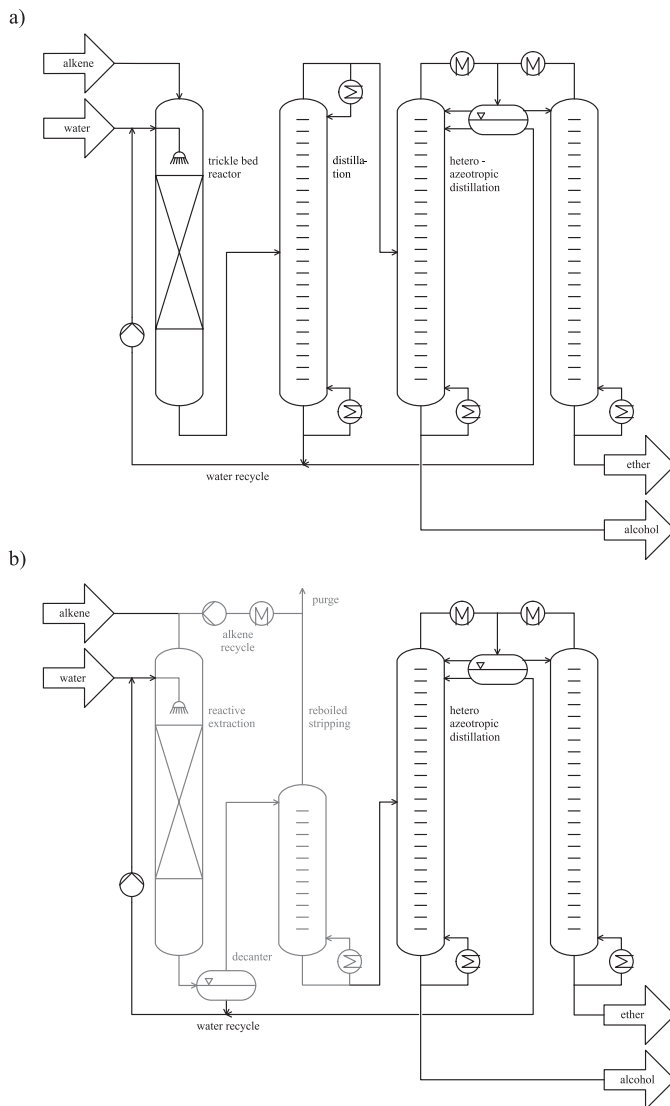 a)
alkene
water
trickle bed
reactor
distilla-
tion
hetero -
azeotropic
distillation
water recycle
ether
alcohol
b)
alkene
purge
alkene
recycle
water
reactive
extraction
reboiled
stripping
hetero
azeotropic
distillation
decanter
water recycle
ether
alcohol